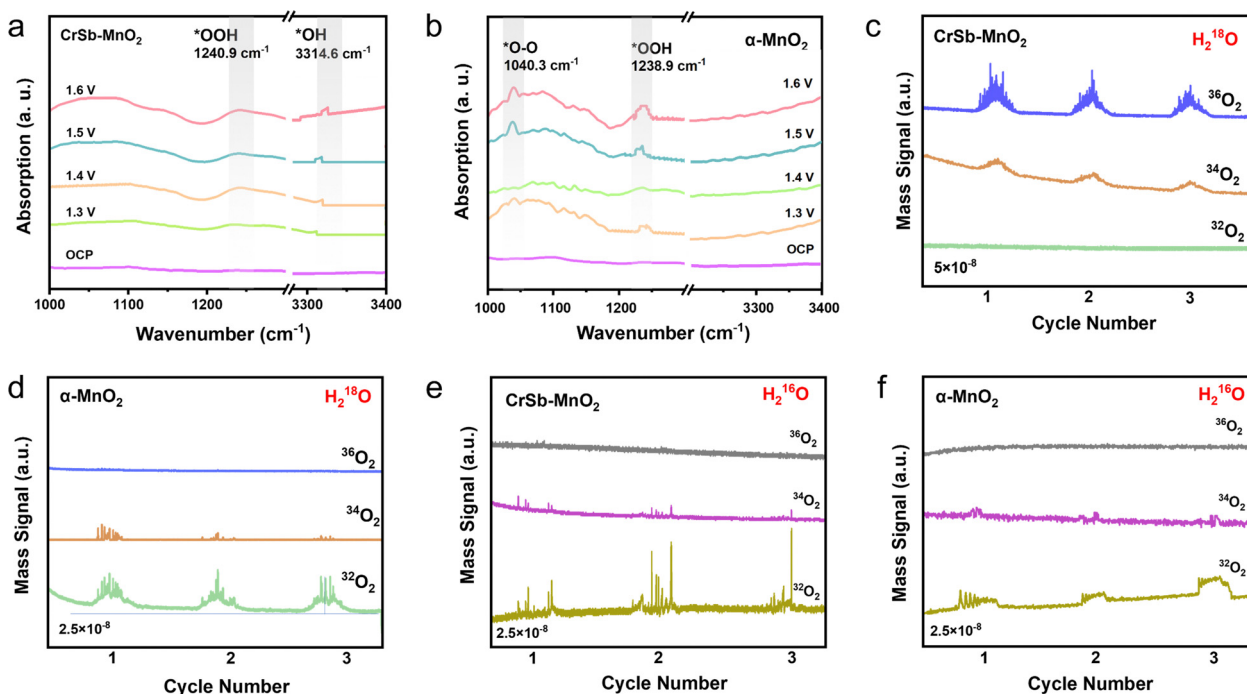 a
CrSb-MnO₂
*OOH
1240.9 cm⁻¹
*OH
3314.6 cm⁻¹
1.6 V
1.5 V
1.4 V
1.3 V
OCP
Absorption (a. u.)
1000 1100 1200 3300 3400
Wavenumber (cm⁻¹)
b
α-MnO₂
*O-O
1040.3 cm⁻¹
*OOH
1238.9 cm⁻¹
1.6 V
1.5 V
1.4 V
1.3 V
OCP
Absorption (a. u.)
1000 1100 1200 3300 3400
Wavenumber (cm⁻¹)
c
CrSb-MnO₂
H₂¹⁸O
³⁶O₂
³⁴O₂
³²O₂
5×10⁻⁸
Mass Signal (a.u.)
1 2 3
Cycle Number
d
α-MnO₂
H₂¹⁸O
³⁶O₂
³⁴O₂
³²O₂
2.5×10⁻⁸
Mass Signal (a.u.)
1 2 3
Cycle Number
e
CrSb-MnO₂
H₂¹⁶O
³⁶O₂
³⁴O₂
³²O₂
2.5×10⁻⁸
Mass Signal (a.u.)
1 2 3
Cycle Number
f
α-MnO₂
H₂¹⁶O
³⁶O₂
³⁴O₂
³²O₂
2.5×10⁻⁸
Mass Signal (a.u.)
1 2 3
Cycle Number